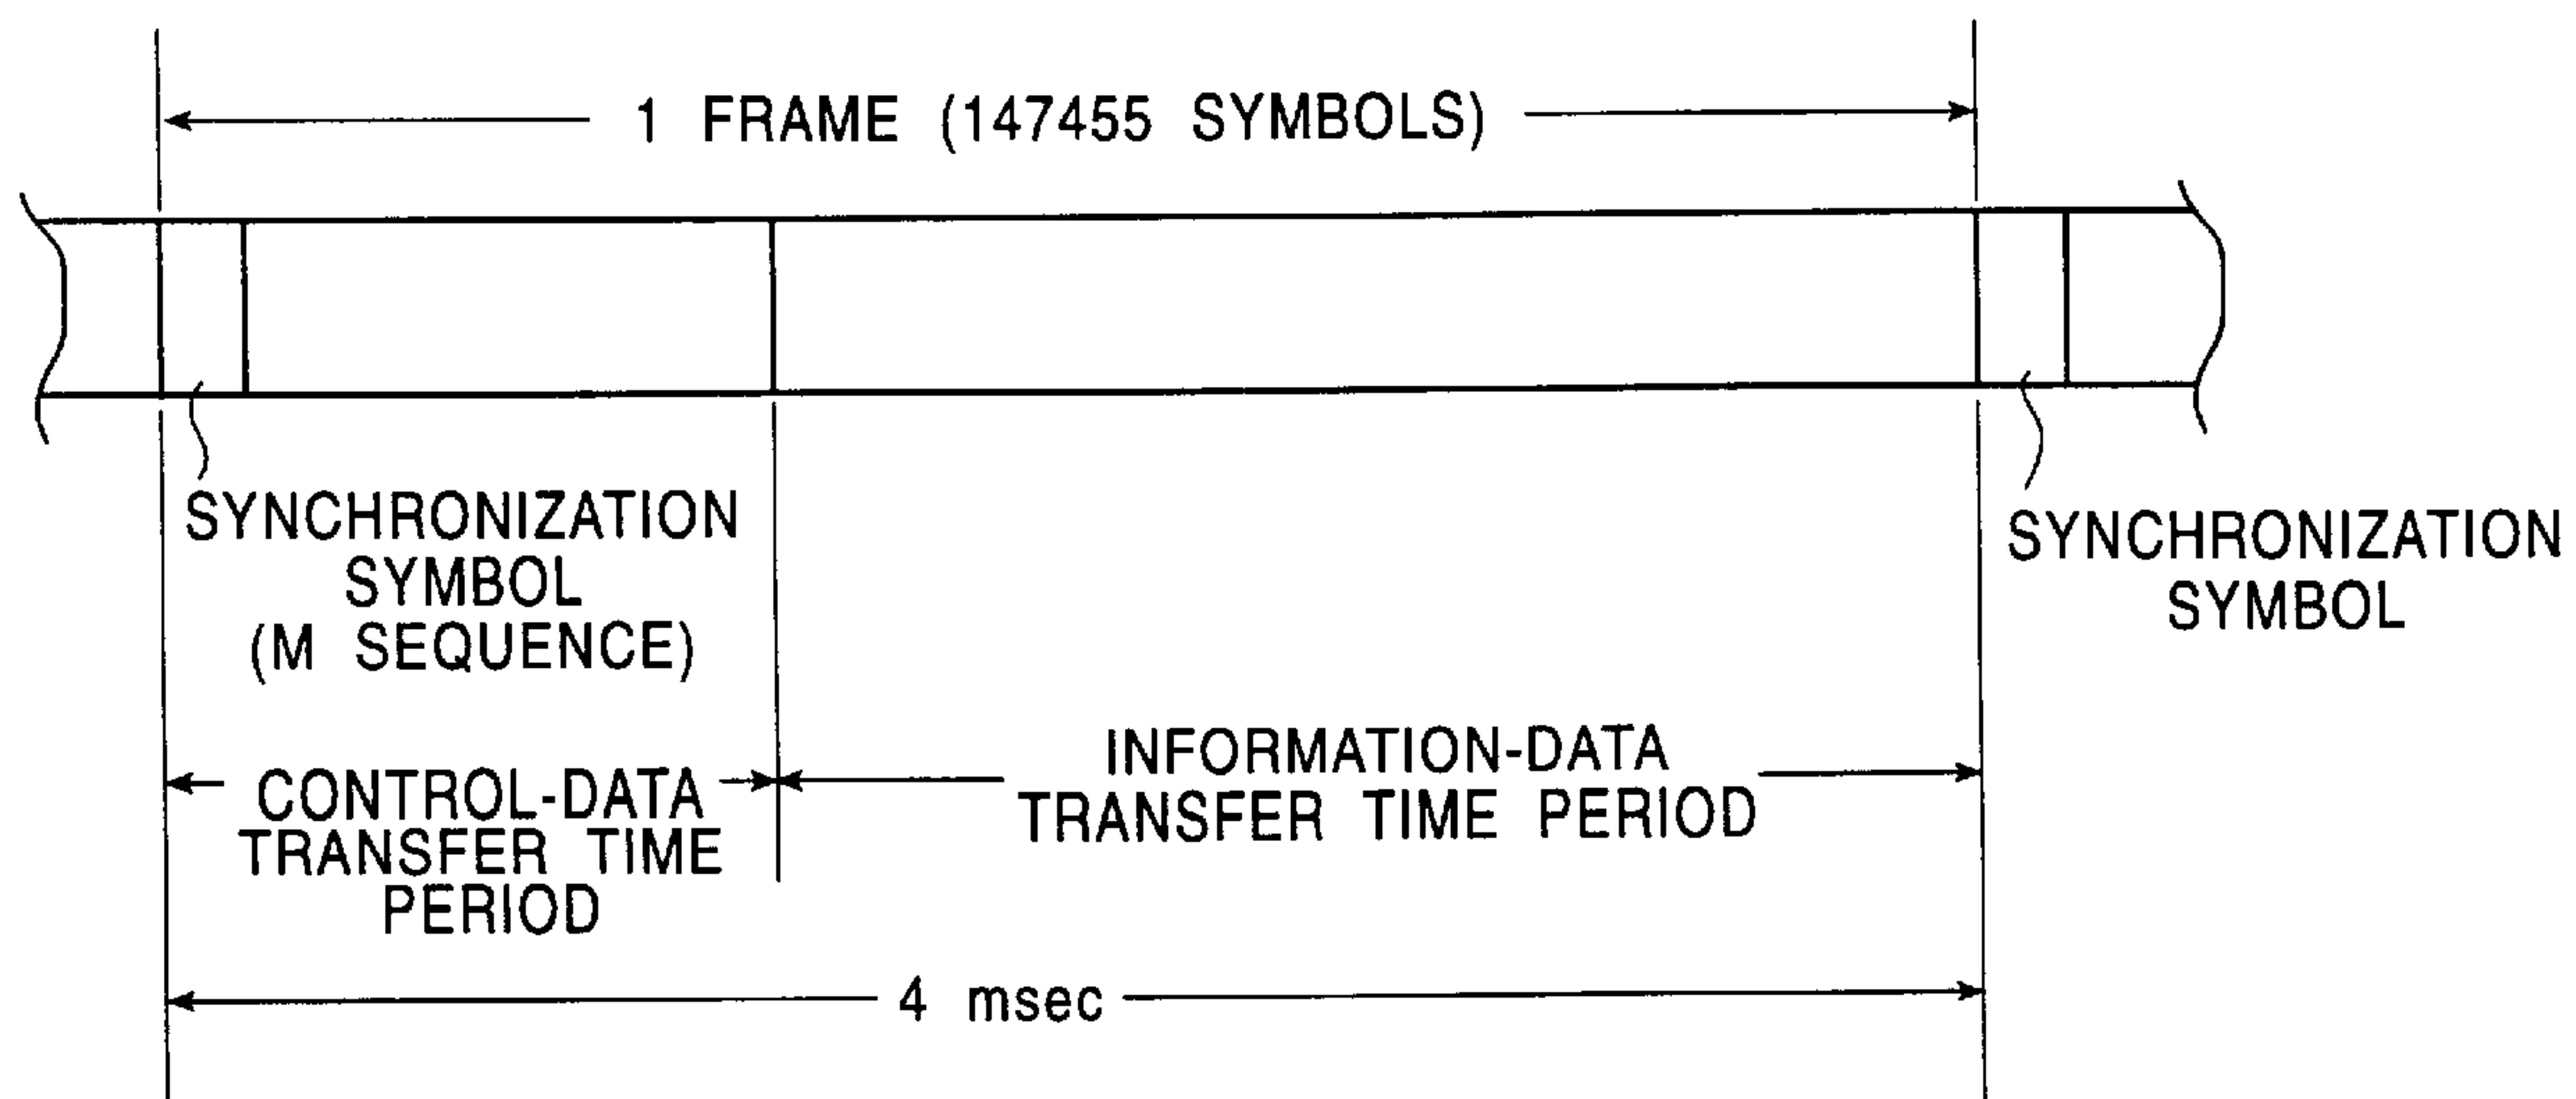 1 FRAME (147455 SYMBOLS)
SYNCHRONIZATION
SYMBOL
(M SEQUENCE)
SYNCHRONIZATION
SYMBOL
CONTROL-DATA
TRANSFER TIME
PERIOD
INFORMATION-DATA
TRANSFER TIME PERIOD
4 msec